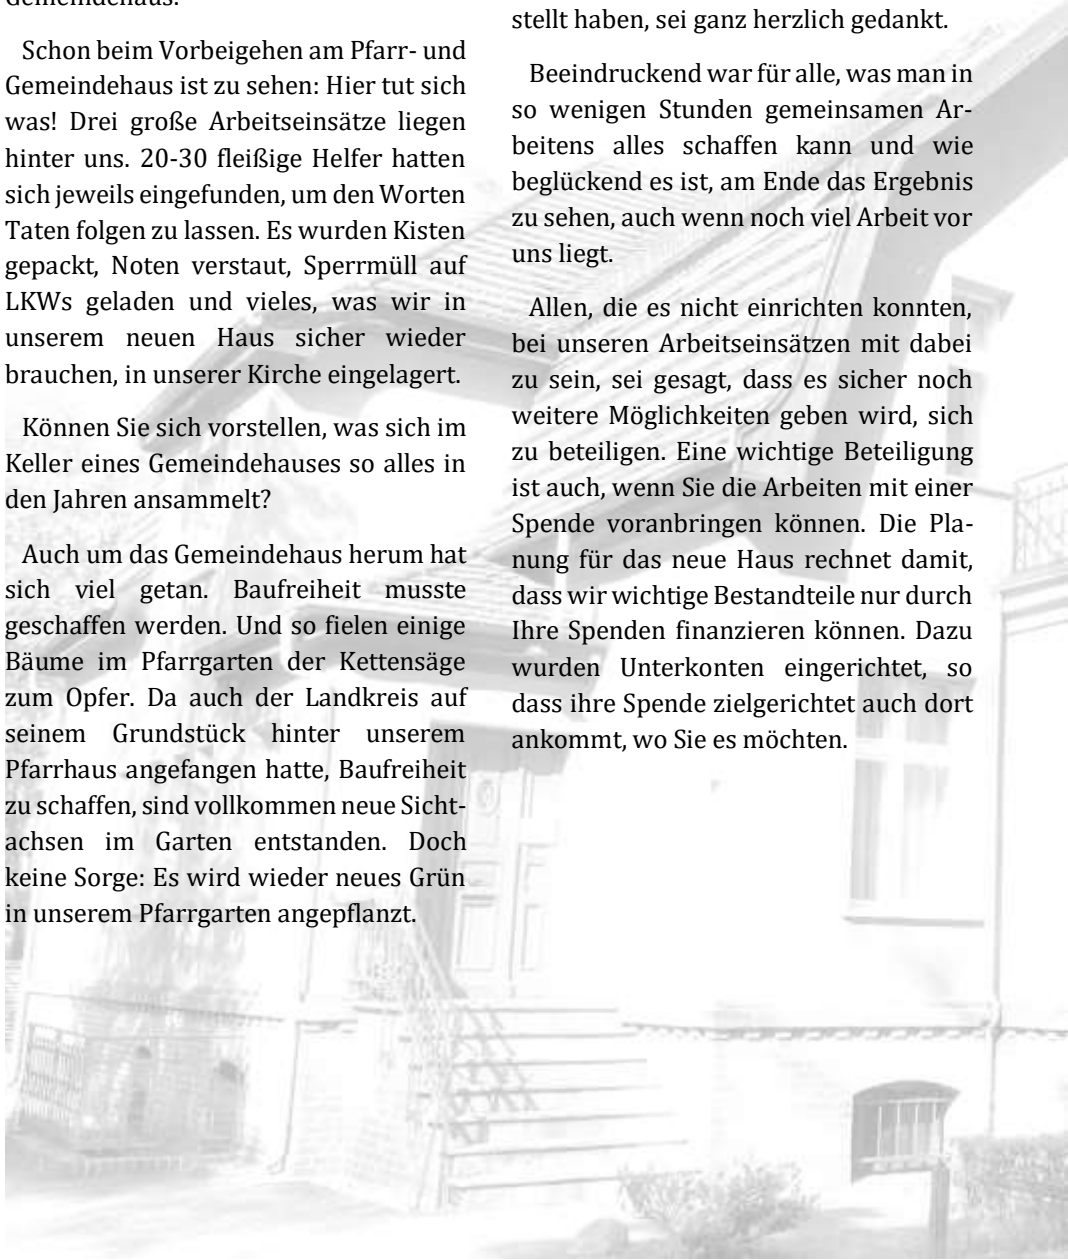 Gemeindehaus.
Schon beim Vorbeigehen am Pfarr- und
Gemeindehaus ist zu sehen: Hier tut sich
was! Drei große Arbeitseinsätze liegen
hinter uns. 20-30 fleißige Helfer hatten
sich jeweils eingefunden, um den Worten
Taten folgen zu lassen. Es wurden Kisten
gepackt, Noten verstaut, Sperrmüll auf
LKWs geladen und vieles, was wir in
unserem neuen Haus sicher wieder
brauchen, in unserer Kirche eingelagert.
Können Sie sich vorstellen, was sich im
Keller eines Gemeindehauses so alles in
den Jahren ansammelt?
Auch um das Gemeindehaus herum hat
sich viel getan. Baufreiheit musste
geschaffen werden. Und so fielen einige
Bäume im Pfarrgarten der Kettensäge
zum Opfer. Da auch der Landkreis auf
seinem Grundstück hinter unserem
Pfarrhaus angefangen hatte, Baufreiheit
zu schaffen, sind vollkommen neue Sicht-
achsen im Garten entstanden. Doch
keine Sorge: Es wird wieder neues Grün
in unserem Pfarrgarten angepflanzt.
stellt haben, sei ganz herzlich gedankt.
Beeindruckend war für alle, was man in
so wenigen Stunden gemeinsamen Ar-
beitens alles schaffen kann und wie
beglückend es ist, am Ende das Ergebnis
zu sehen, auch wenn noch viel Arbeit vor
uns liegt.
Allen, die es nicht einrichten konnten,
bei unseren Arbeitseinsätzen mit dabei
zu sein, sei gesagt, dass es sicher noch
weitere Möglichkeiten geben wird, sich
zu beteiligen. Eine wichtige Beteiligung
ist auch, wenn Sie die Arbeiten mit einer
Spende voranbringen können. Die Pla-
nung für das neue Haus rechnet damit,
dass wir wichtige Bestandteile nur durch
Ihre Spenden finanzieren können. Dazu
wurden Unterkonten eingerichtet, so
dass ihre Spende zielgerichtet auch dort
ankommt, wo Sie es möchten.